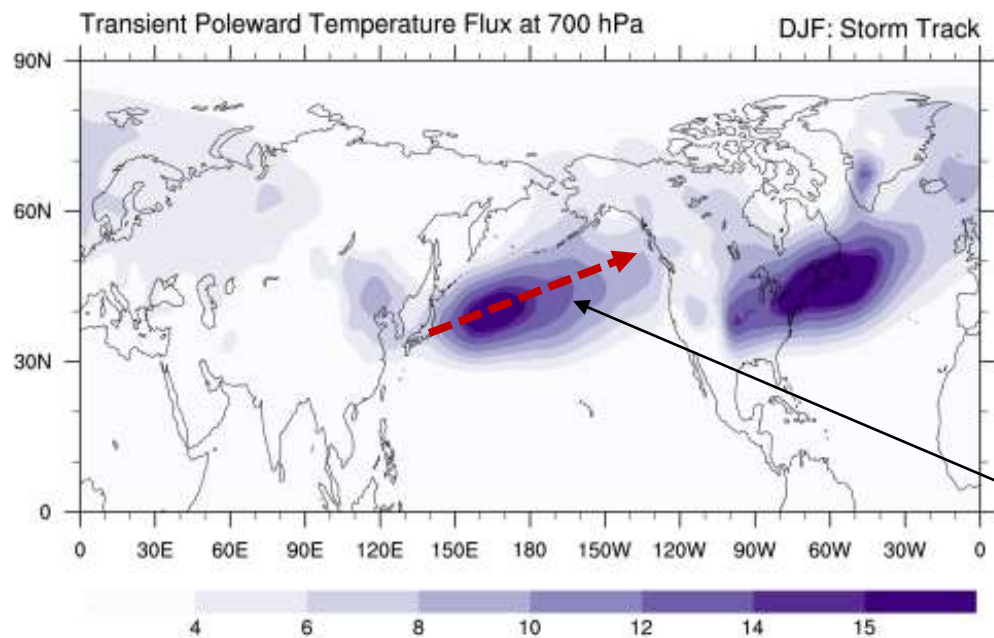 Transient Poleward Temperature Flux at 700 hPa
DJF: Storm Track
90N
60N
30N
0
0 30E 60E 90E 120E 150E 180 150W 120W 90W 60W 30W 0
4 6 8 10 12 14 15